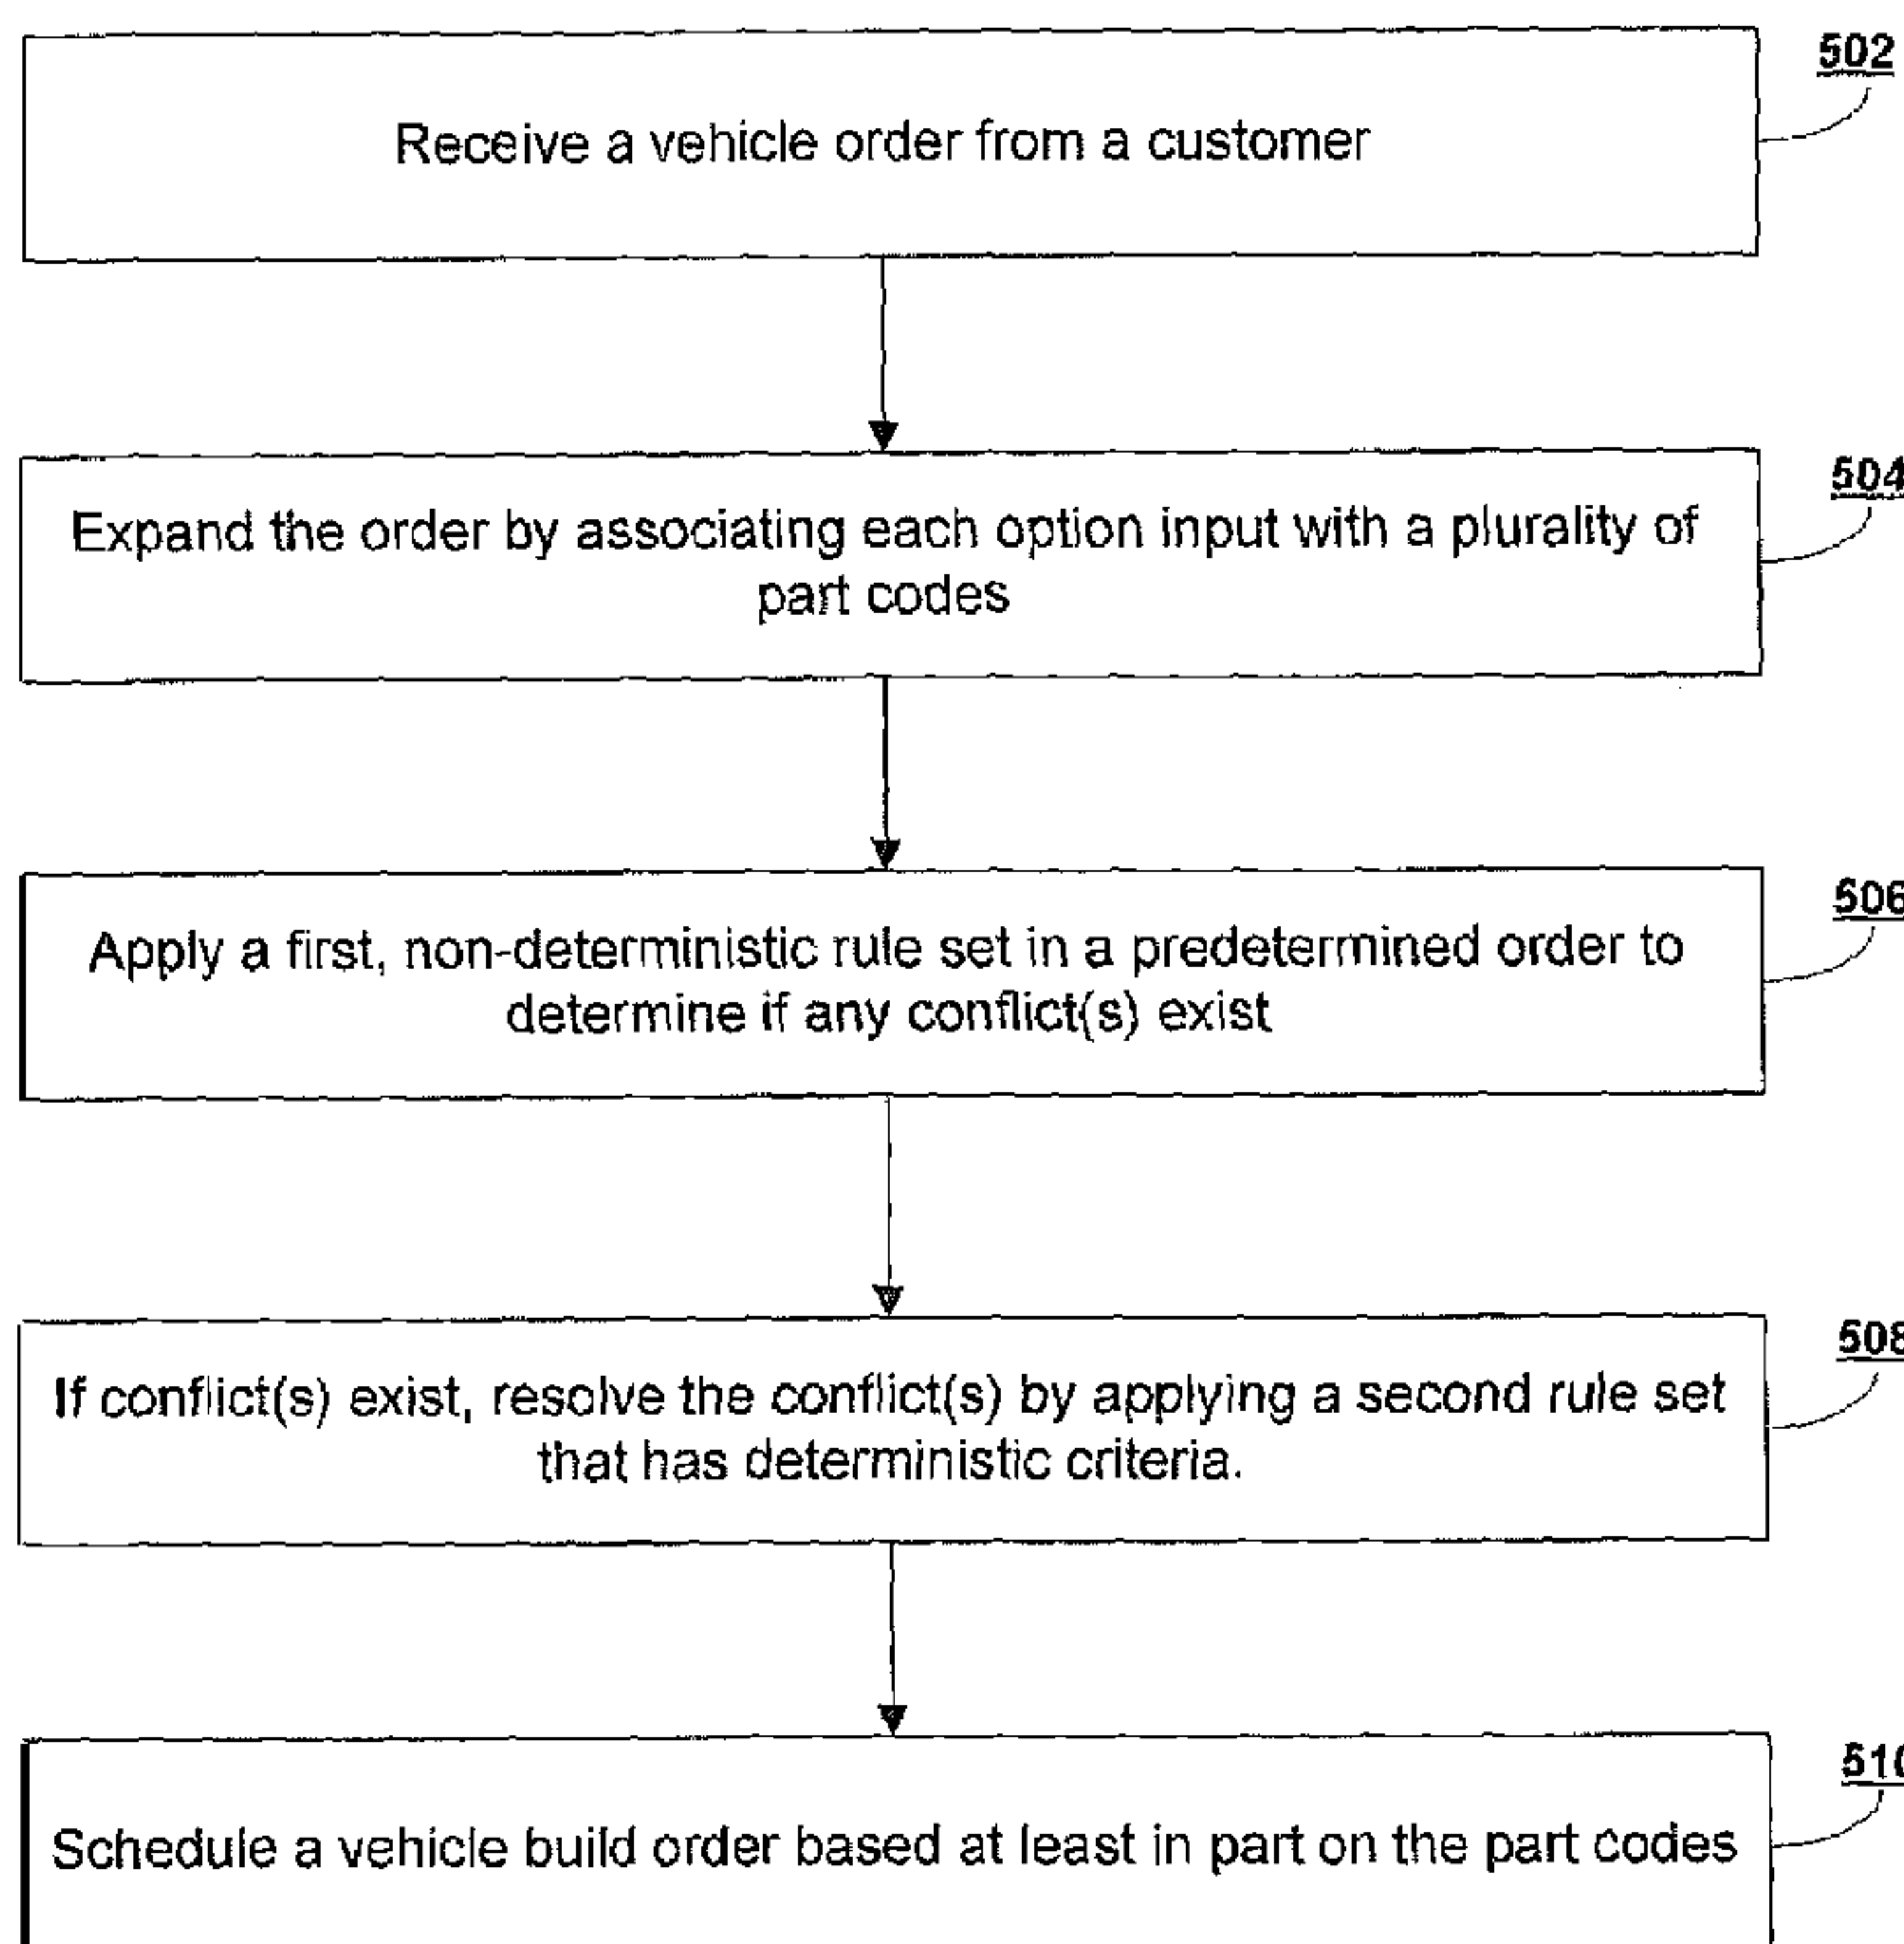 502
Receive a vehicle order from a customer
504
Expand the order by associating each option input with a plurality of
part codes
506
Apply a first, non-deterministic rule set in a predetermined order to
determine if any conflict(s) exist
508
If conflict(s) exist, resolve the conflict(s) by applying a second rule set
that has deterministic criteria.
510
Schedule a vehicle build order based at least in part on the part codes